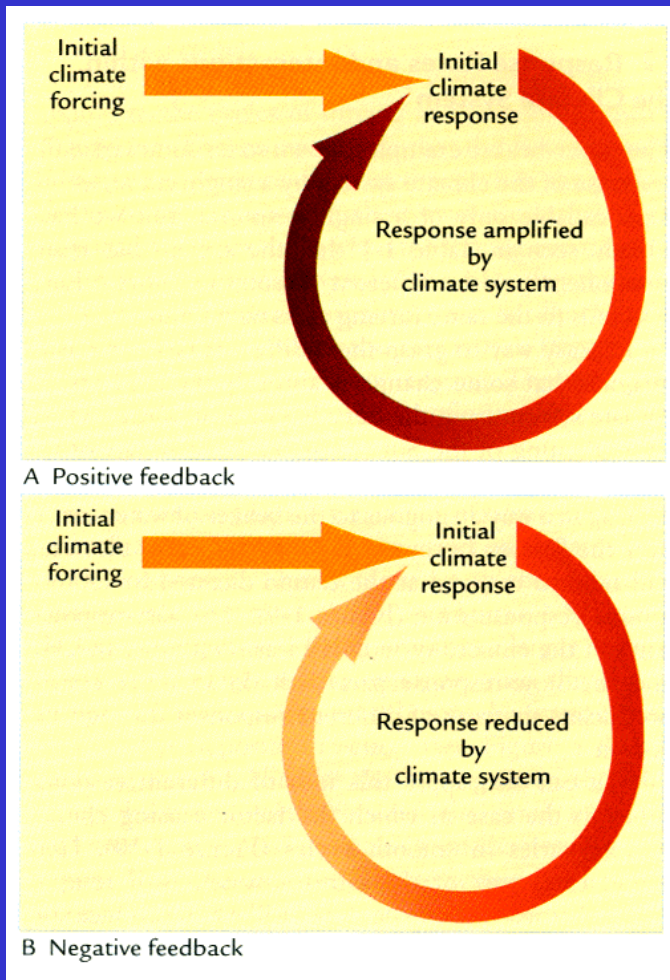 Initial
climate
forcing
Initial
climate
response
Response amplified
by
climate system
A Positive feedback
Initial
climate
forcing
Initial
climate
response
Response reduced
by
climate system
B Negative feedback